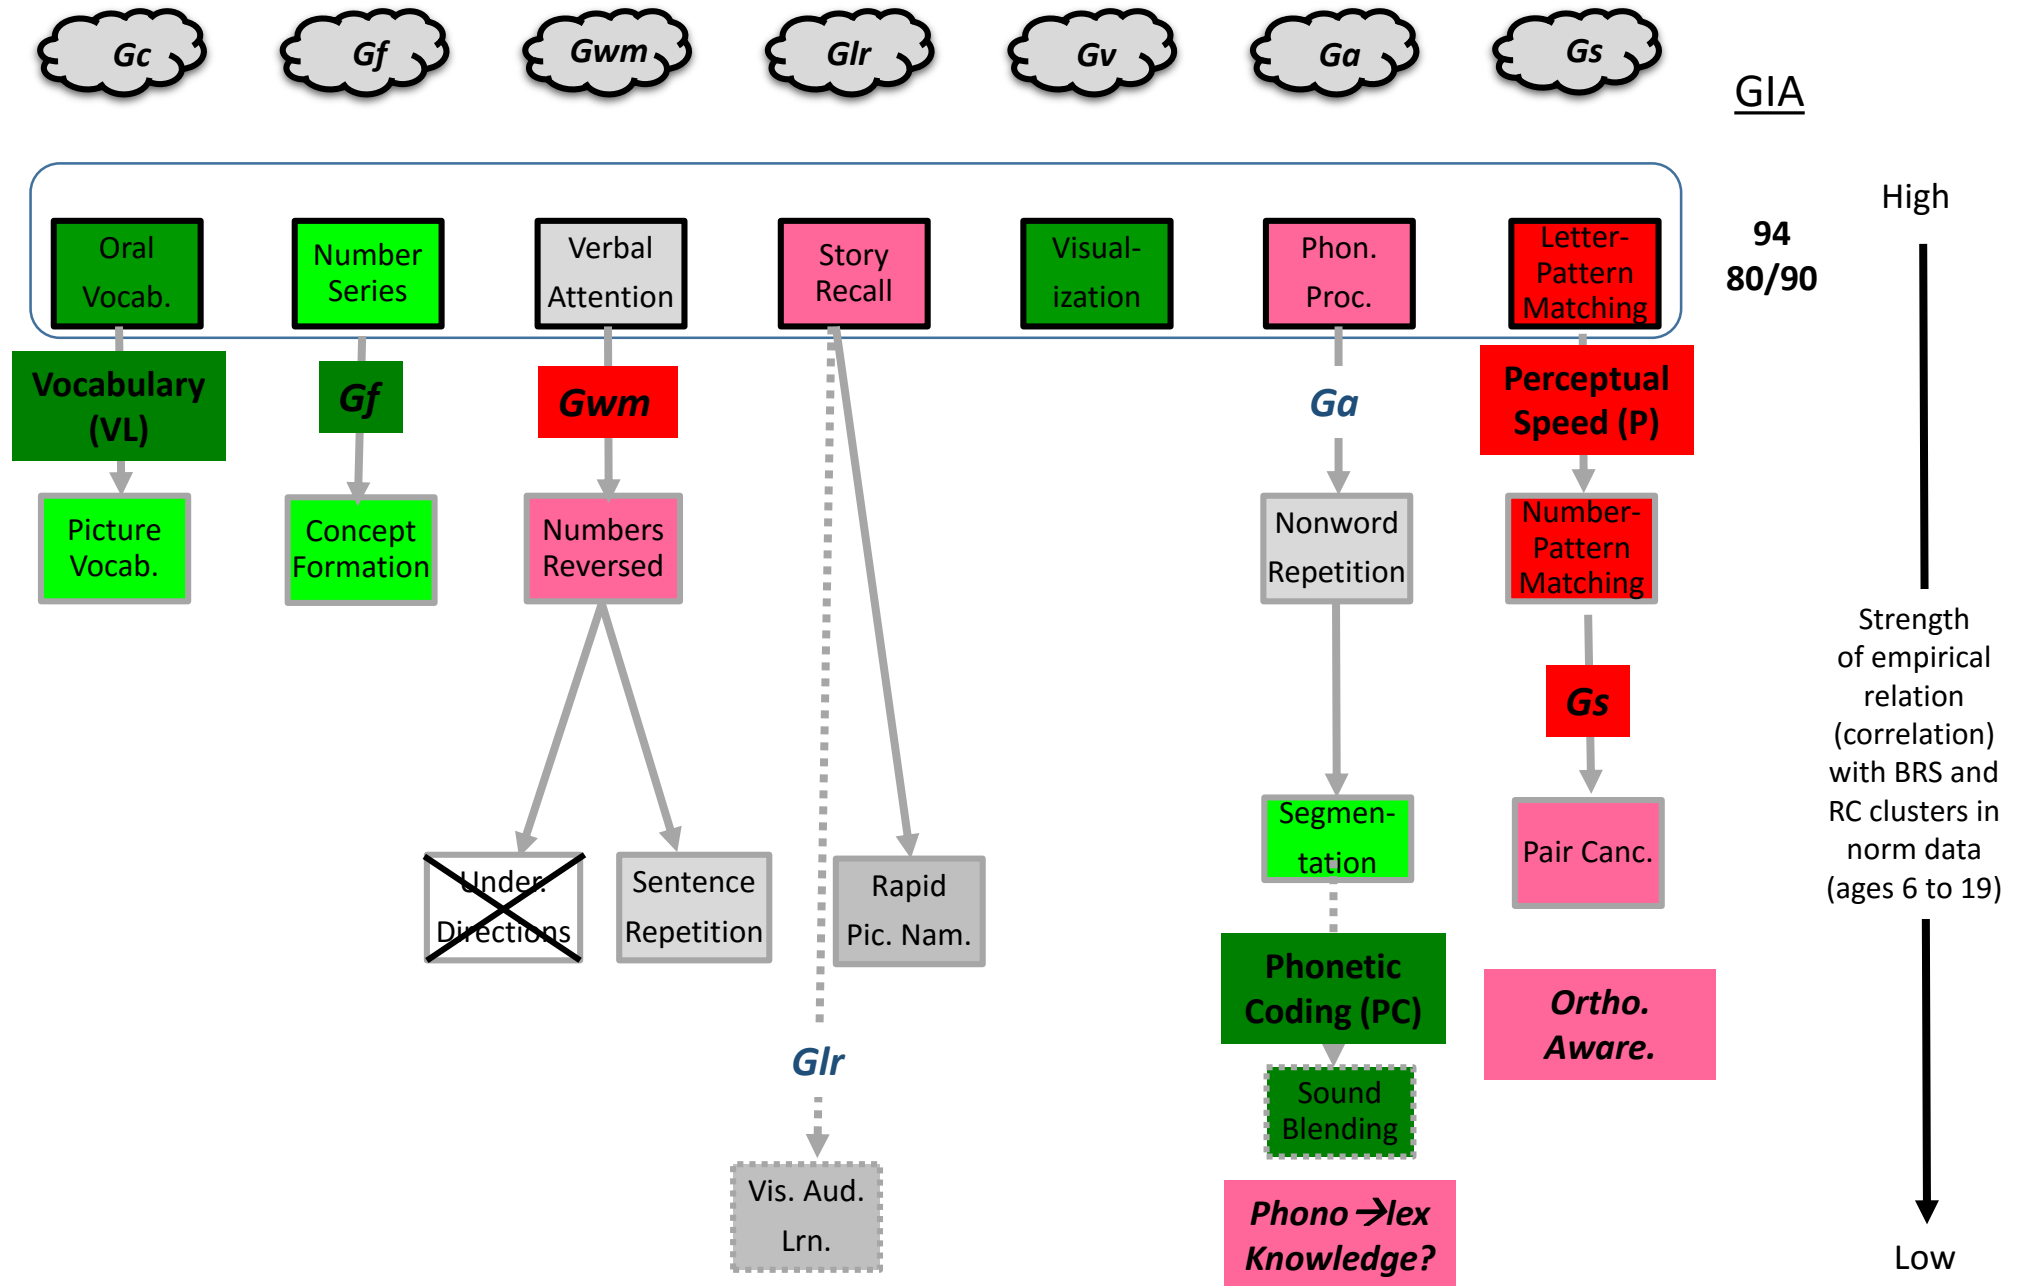 Gc
Gf
Gwm
Glr
Gv
Ga
Gs
GIA
Oral
Vocab.
Number
Series
Verbal
Attention
Story
Recall
Visual-
ization
Phon.
Proc.
Letter-
Pattern
Matching
94
80/90
High
Vocabulary
(VL)
Gf
Gwm
Ga
Perceptual
Speed (P)
Picture
Vocab.
Concept
Formation
Numbers
Reversed
Nonword
Repetition
Number-
Pattern
Matching
Strength
of empirical
relation
(correlation)
with BRS and
RC clusters in
norm data
(ages 6 to 19)
Gs
Under.
Directions
Sentence
Repetition
Rapid
Pic. Nam.
Segmen-
tation
Pair Canc.
Phonetic
Coding (PC)
Ortho.
Aware.
Glr
Sound
Blending
Vis. Aud.
Lrn.
Phono→lex
Knowledge?
Low